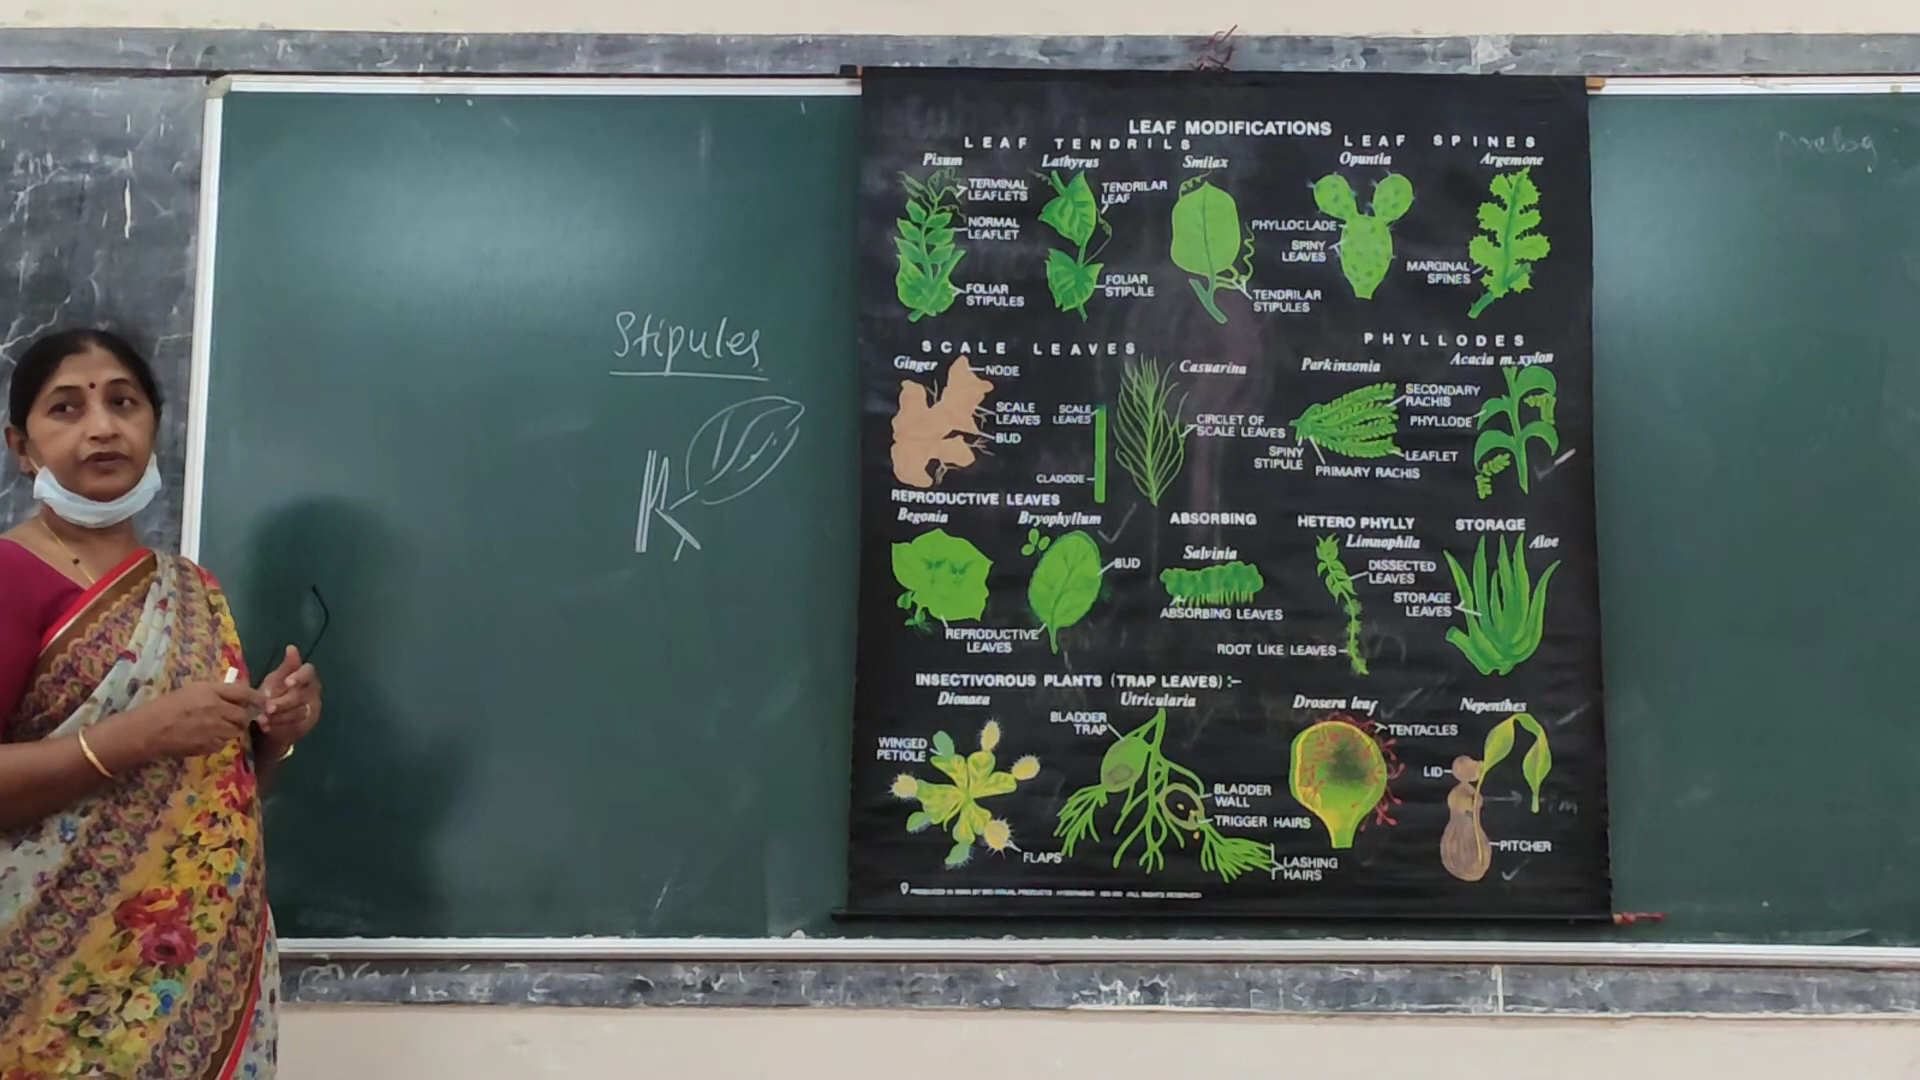 Stipules
LEAF MODIFICATIONS
LEAF TENDRILS
LEAF SPINES
Pisum
Lathyrus
Smilax
Opuntia
Argemone
TERMINAL
LEAFLETS
NORMAL
LEAFLET
FOLIAR
STIPULES
TENDRILAR
LEAF
FOLIAR
STIPULE
TENDRILAR
STIPULES
PHYLLOCLADE
SPINY
LEAVES
MARGINAL
SPINES
SCALE LEAVES
PHYLLODES
Ginger
Casuarina
Parkinsonia
Acacia m. xylon
NODE
SCALE
LEAVES
BUD
SCALE
LEAVES
CLADODE
CIRCLET OF
SCALE LEAVES
SPINY
STIPULE
PRIMARY RACHIS
SECONDARY
RACHIS
PHYLLODE
LEAFLET
REPRODUCTIVE LEAVES
ABSORBING
HETERO PHYLLY
STORAGE
Begonia
Bryophyllum
Salvinia
Limnophila
Aloe
BUD
REPRODUCTIVE
LEAVES
ABSORBING LEAVES
DISSECTED
LEAVES
ROOT LIKE LEAVES
STORAGE
LEAVES
INSECTIVOROUS PLANTS (TRAP LEAVES) :-
Dionaea
Utricularia
Drosera leaf
Nepenthes
WINGED
PETIOLE
FLAPS
BLADDER
TRAP
BLADDER
WALL
TRIGGER HAIRS
LASHING
HAIRS
TENTACLES
LID
PITCHER